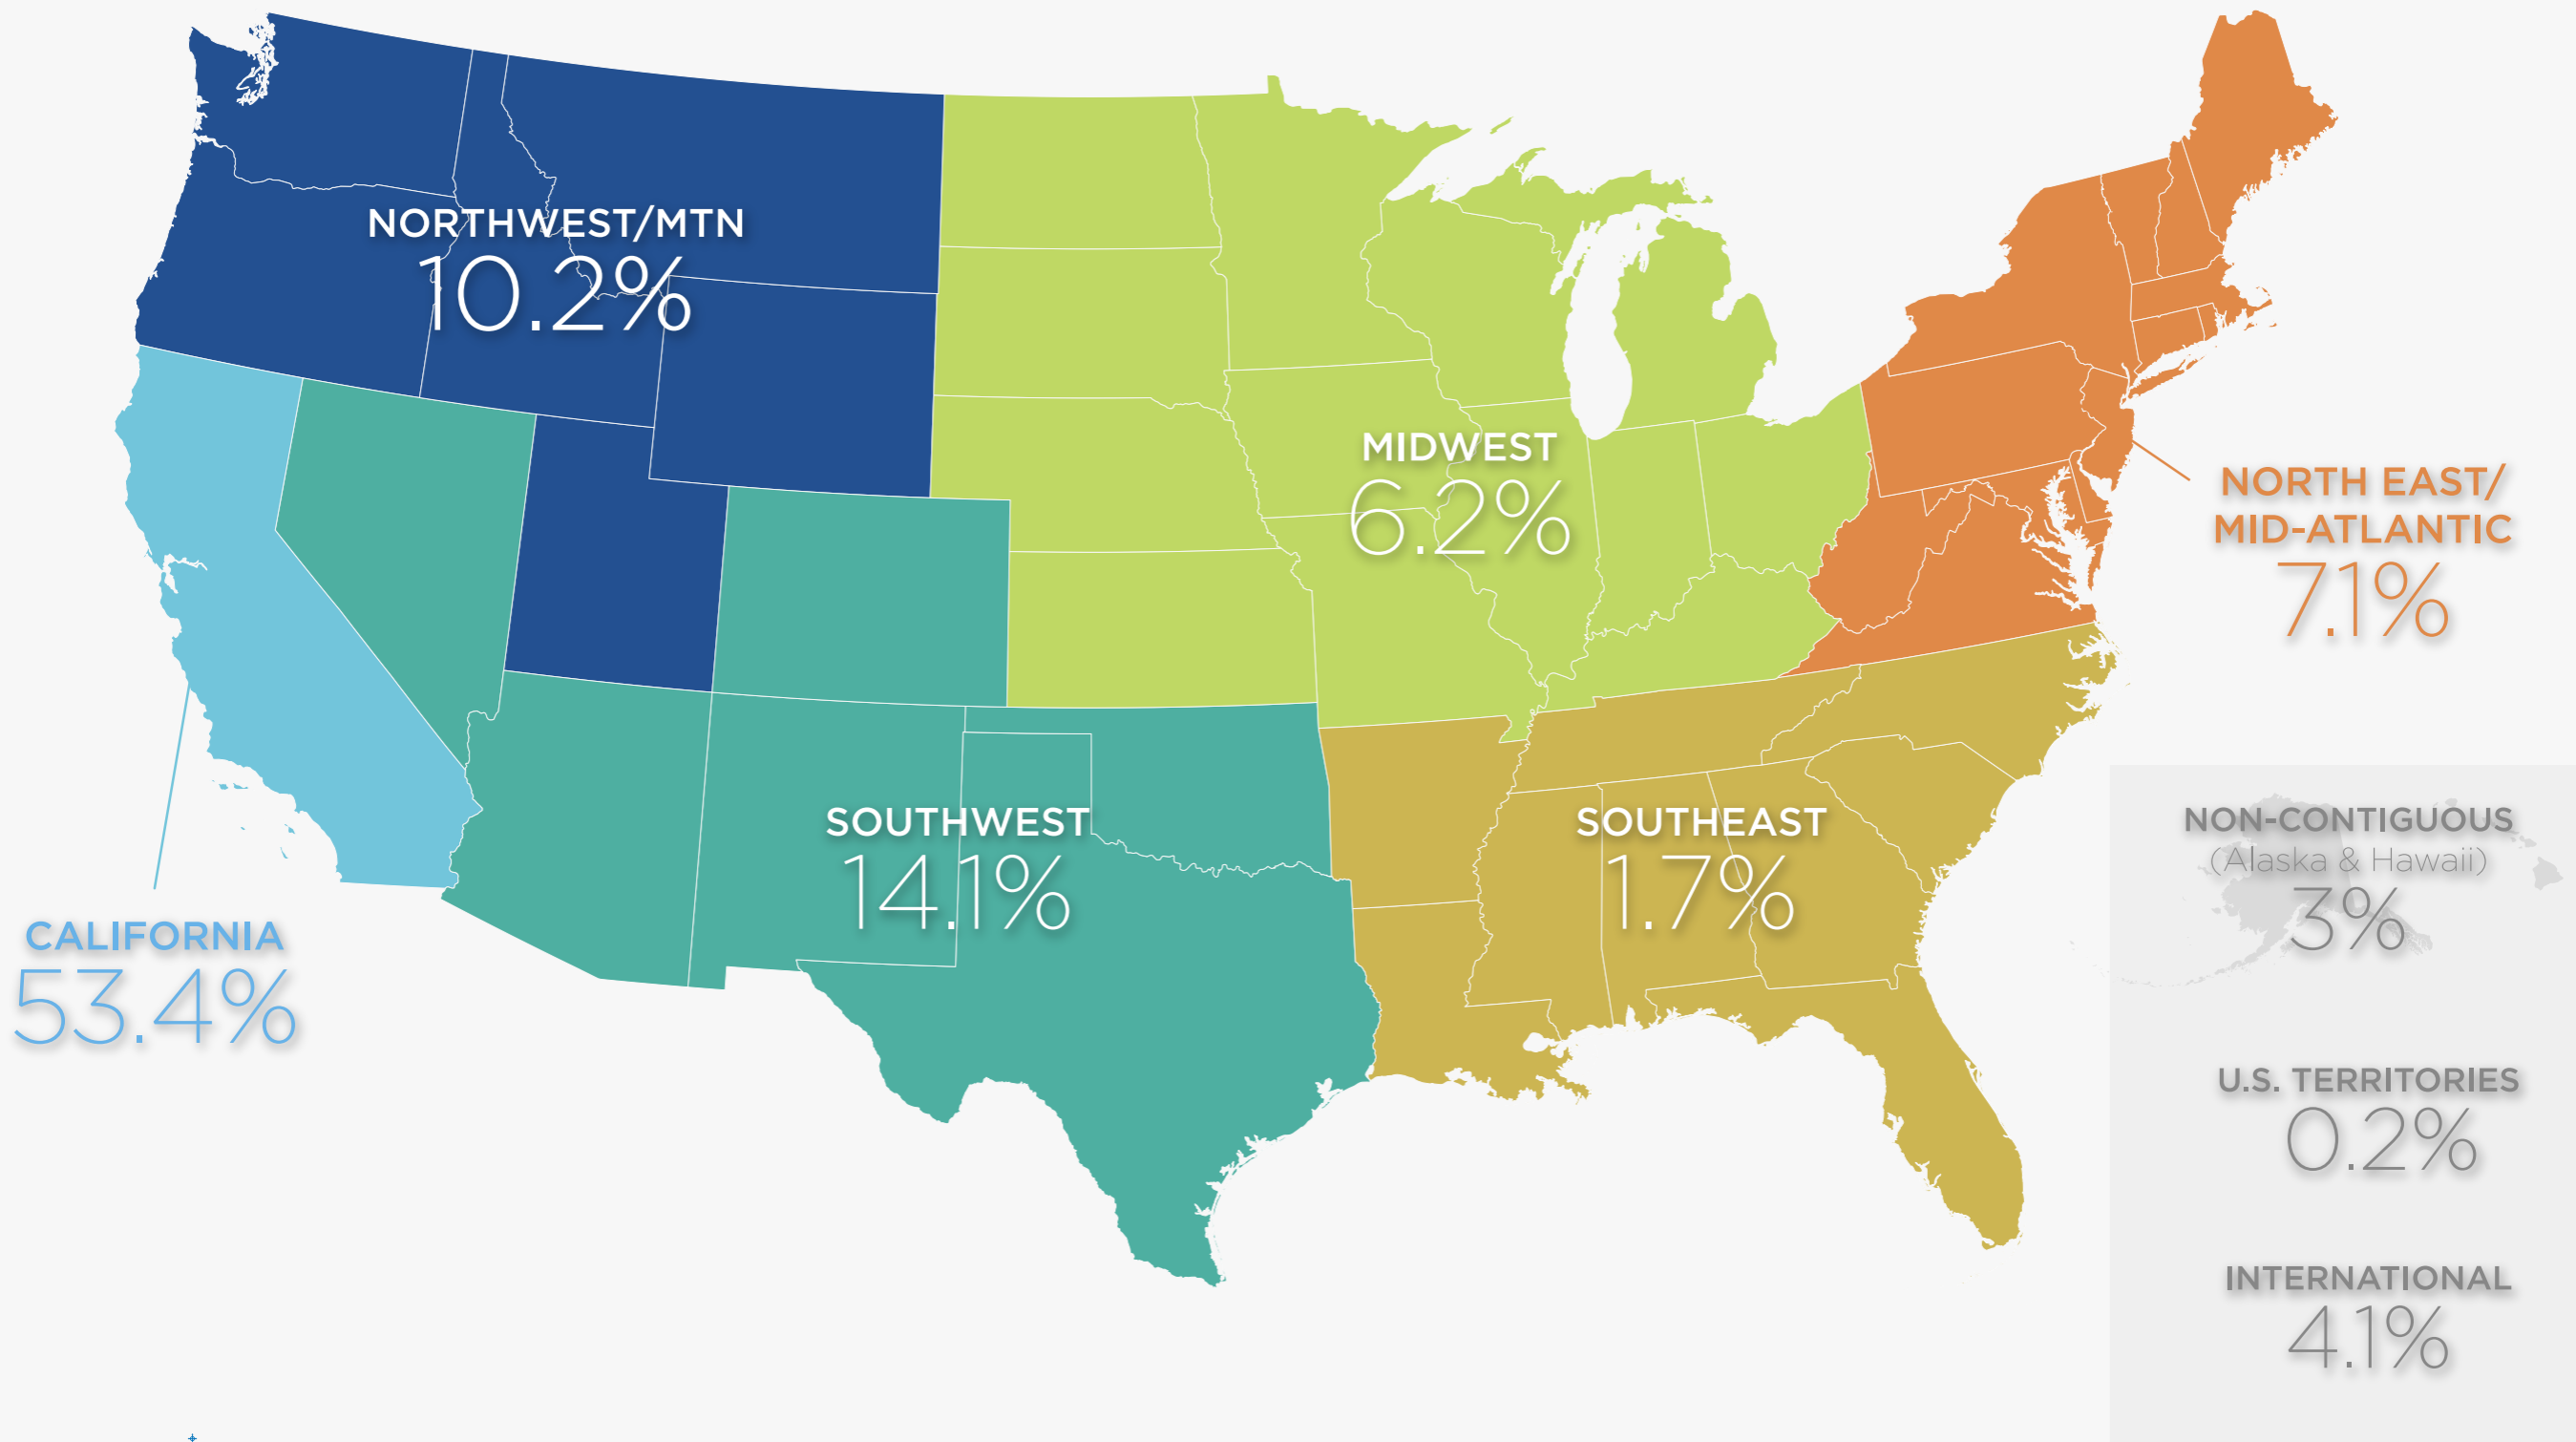 NORTHWEST/MTN
10.2%
MIDWEST
6.2%
NORTH EAST/
MID-ATLANTIC
7.1%
SOUTHWEST
14.1%
SOUTHEAST
1.7%
CALIFORNIA
53.4%
NON-CONTIGUOUS
(Alaska & Hawaii)
3%
U.S. TERRITORIES
0.2%
INTERNATIONAL
4.1%